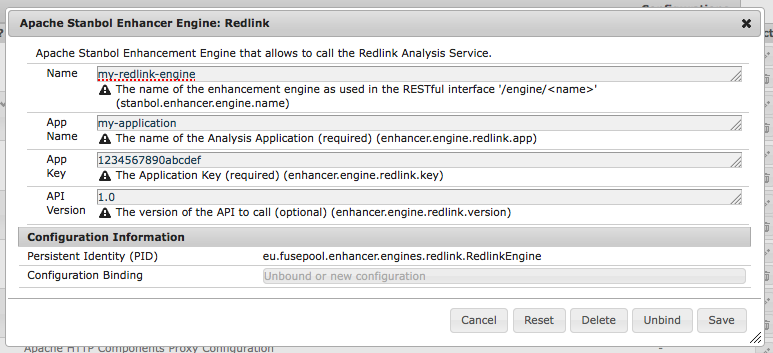 Apache Stanbol Enhancer Engine: Redlink
Apache Stanbol Enhancement Engine that allows to call the Redlink Analysis Service.
Name
my-redlink-engine
The name of the enhancement engine as used in the RESTful interface '/engine/<name>'
(stanbol.enhancer.engine.name)
App
Name
my-application
The name of the Analysis Application (required) (enhancer.engine.redlink.app)
App
Key
1234567890abcdef
The Application Key (required) (enhancer.engine.redlink.key)
API
Version
1.0
The version of the API to call (optional) (enhancer.engine.redlink.version)
Configuration Information
Persistent Identity (PID) eu.fusepool.enhancer.engines.redlink.RedlinkEngine
Configuration Binding Unbound or new configuration
Cancel Reset Delete Unbind Save
Apache HTTP Components Proxy Configuration -